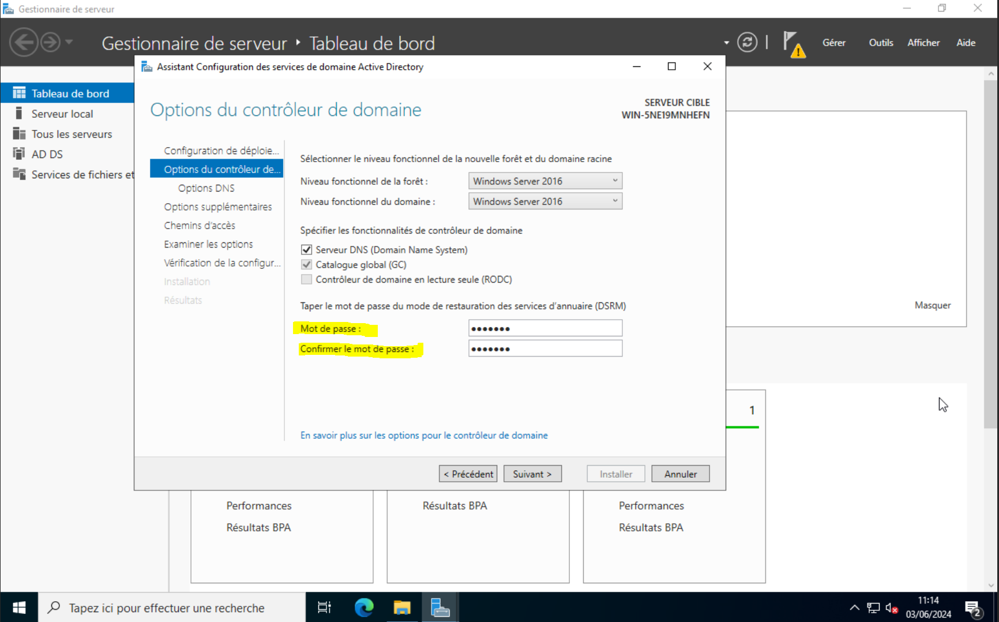 Gestionnaire de serveur
Gestionnaire de serveur ‣ Tableau de bord
Gérer
Outils
Afficher
Aide
Assistant Configuration des services de domaine Active Directory
Tableau de bord
Serveur local
Tous les serveurs
AD DS
Services de fichiers et
Options du contrôleur de domaine
SERVEUR CIBLE
WIN-5NE19MNHEFN
Configuration de déploie...
Options du contrôleur de...
Options DNS
Options supplémentaires
Chemins d'accès
Examiner les options
Vérification de la configur...
Installation
Résultats
Sélectionner le niveau fonctionnel de la nouvelle forêt et du domaine racine
Niveau fonctionnel de la forêt : Windows Server 2016
Niveau fonctionnel du domaine : Windows Server 2016
Spécifier les fonctionnalités de contrôleur de domaine
Serveur DNS (Domain Name System)
Catalogue global (GC)
Contrôleur de domaine en lecture seule (RODC)
Taper le mot de passe du mode de restauration des services d'annuaire (DSRM)
Mot de passe : •••••••
Confirmer le mot de passe : •••••••
En savoir plus sur les options pour le contrôleur de domaine
< Précédent
Suivant >
Installer
Annuler
Masquer
1
Performances
Résultats BPA
Résultats BPA
Performances
Résultats BPA
Tapez ici pour effectuer une recherche
11:14
03/06/2024
2